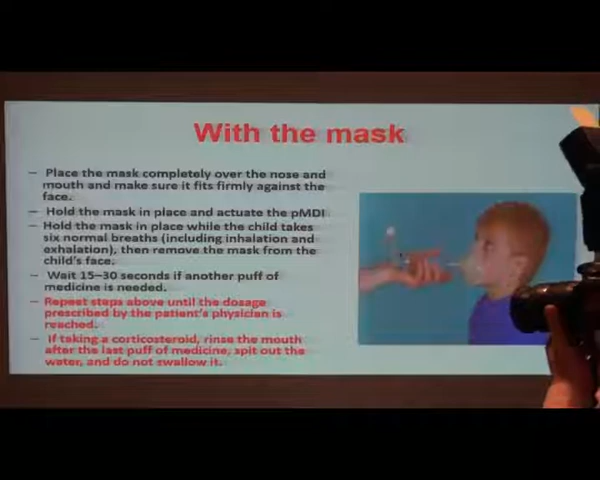 With the mask
– Place the mask completely over the nose and
mouth and make sure it fits firmly against the
face.
– Hold the mask in place and actuate the pMDI
– Hold the mask in place while the child takes
six normal breaths (including inhalation and
exhalation), then remove the mask from the
child's face.
– Wait 15–30 seconds if another puff of
medicine is needed.
– Repeat steps above until the dosage
prescribed by the patient's physician is
reached.
– If taking a corticosteroid, rinse the mouth
after the last puff of medicine, spit out the
water, and do not swallow it.